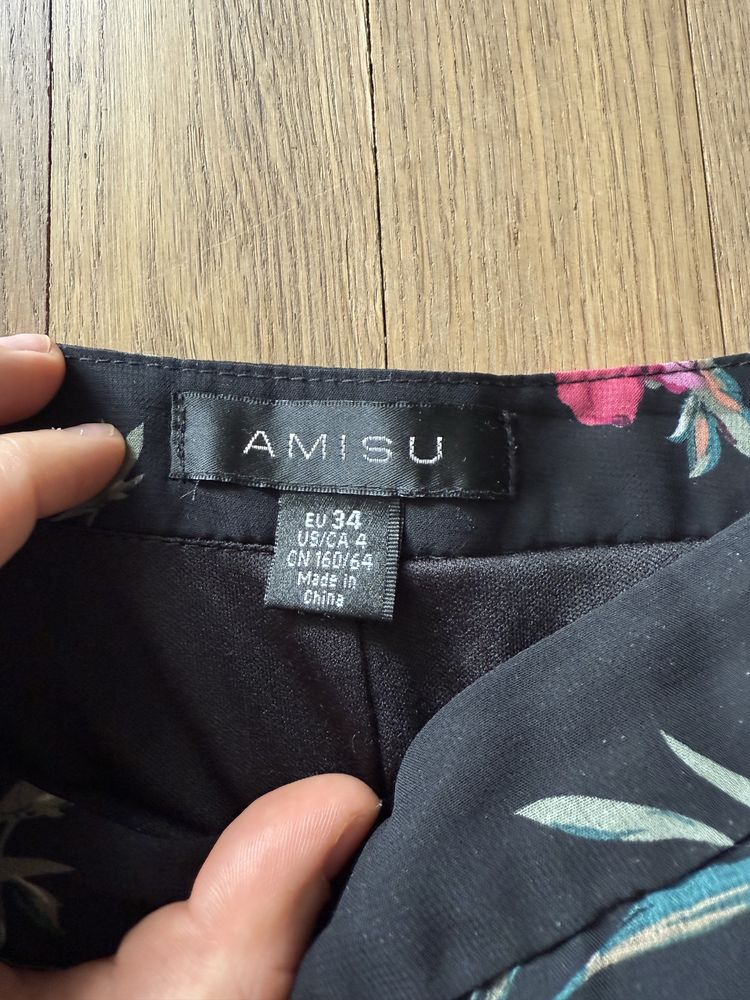 AMISU
EU 34
US/CA 4
CN 160/64
Made in
China